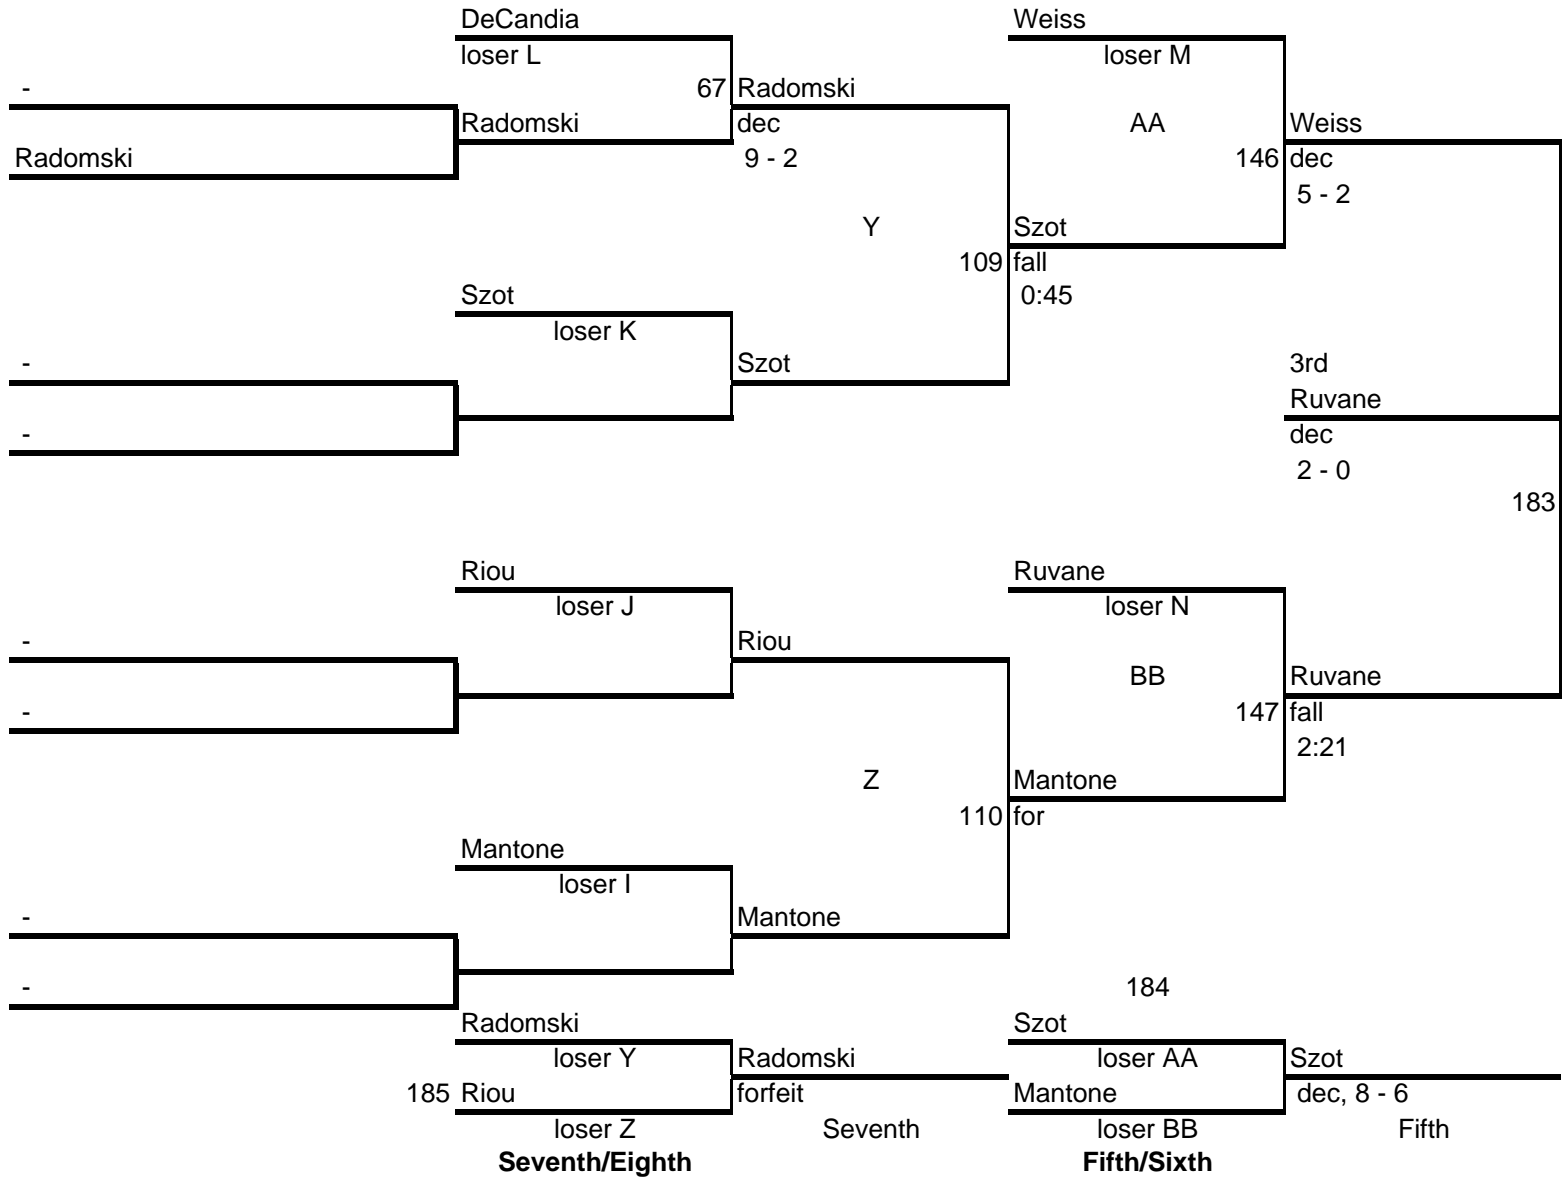 DeCandia Weiss
loser L loser M
- 67 Radomski
Radomski dec AA Weiss
Radomski 9 - 2 146 dec
5 - 2
Y Szot
109 fall
Szot 0:45
loser K
- Szot 3rd
Ruvane
- dec
2 - 0
183
Riou Ruvane
loser J loser N
- Riou
BB Ruvane
- 147 fall
2:21
Z Mantone
110 for
Mantone
loser I
- Mantone
- 184
Radomski Szot
loser Y Radomski loser AA Szot
185 Riou forfeit Mantone dec, 8 - 6
loser Z Seventh loser BB Fifth
Seventh/Eighth Fifth/Sixth